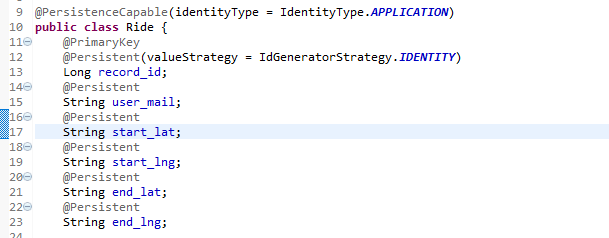 9 @PersistenceCapable(identityType = IdentityType.APPLICATION)
10 public class Ride {
11 @PrimaryKey
12 @Persistent(valueStrategy = IdGeneratorStrategy.IDENTITY)
13 Long record_id;
14 @Persistent
15 String user_mail;
16 @Persistent
17 String start_lat;
18 @Persistent
19 String start_lng;
20 @Persistent
21 String end_lat;
22 @Persistent
23 String end_lng;
24